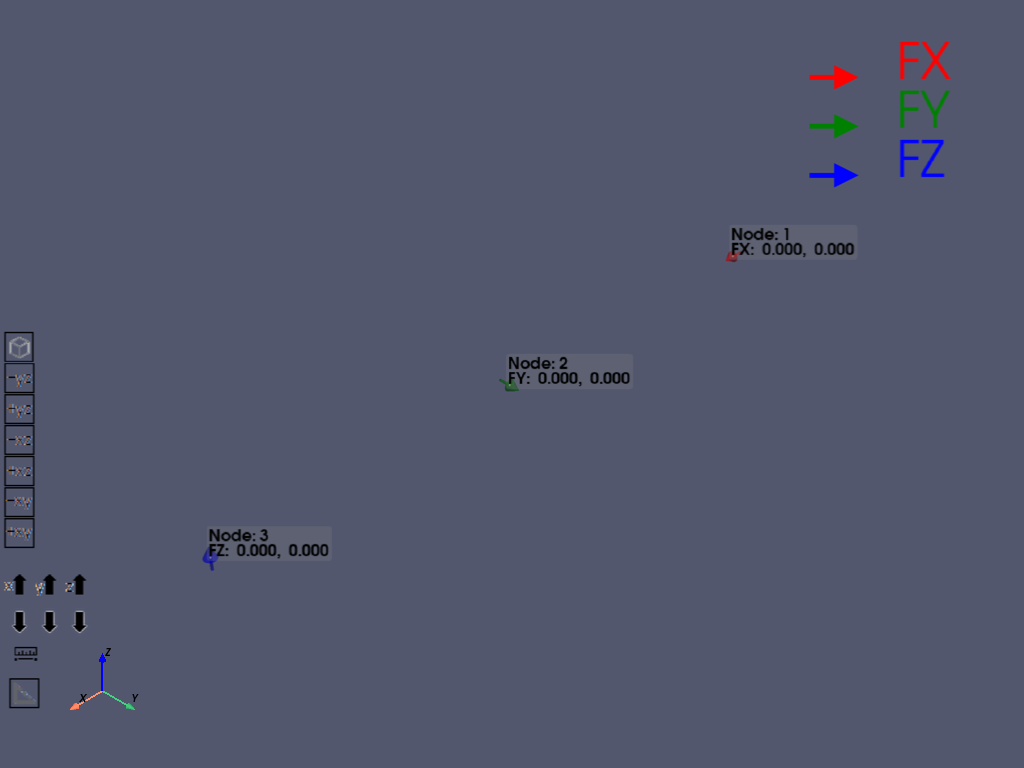 FX
FY
FZ
Node: 1
FX: 0.000, 0.000
Node: 2
FY: 0.000, 0.000
Node: 3
FZ: 0.000, 0.000
-yz
+yz
-xz
+xz
-xy
+xy
x y z
Z
X Y